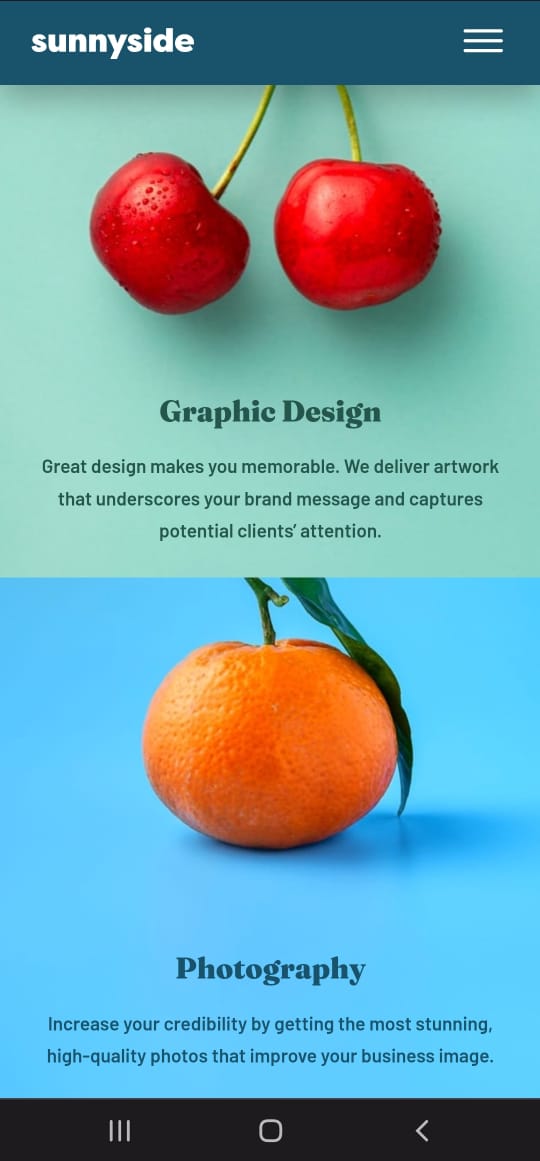 sunnyside
Graphic Design
Great design makes you memorable. We deliver artwork
that underscores your brand message and captures
potential clients’ attention.
Photography
Increase your credibility by getting the most stunning,
high-quality photos that improve your business image.